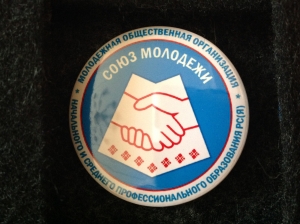 МОЛОДЕЖНАЯ ОБЩЕСТВЕННАЯ ОРГАНИЗАЦИЯ
СОЮЗ МОЛОДЕЖИ
НАЧАЛЬНОГО И СРЕДНЕГО ПРОФЕССИОНАЛЬНОГО ОБРАЗОВАНИЯ РС(Я)